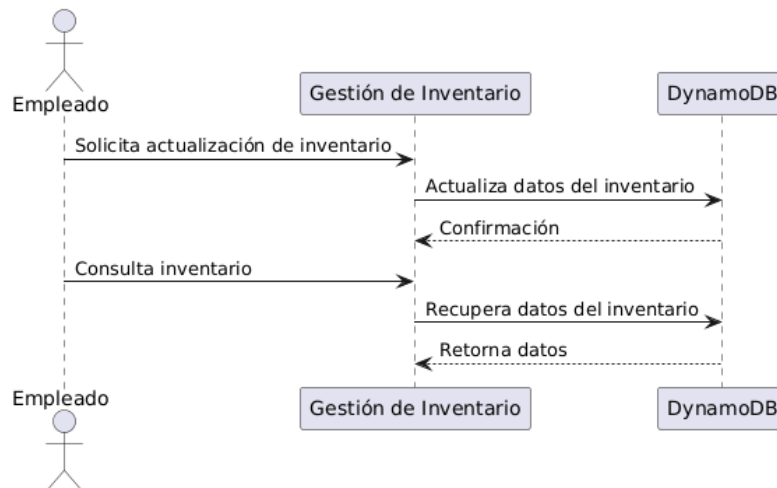 Empleado
Gestión de Inventario
DynamoDB
Solicita actualización de inventario
Actualiza datos del inventario
Confirmación
Consulta inventario
Recupera datos del inventario
Retorna datos
Empleado
Gestión de Inventario
DynamoDB